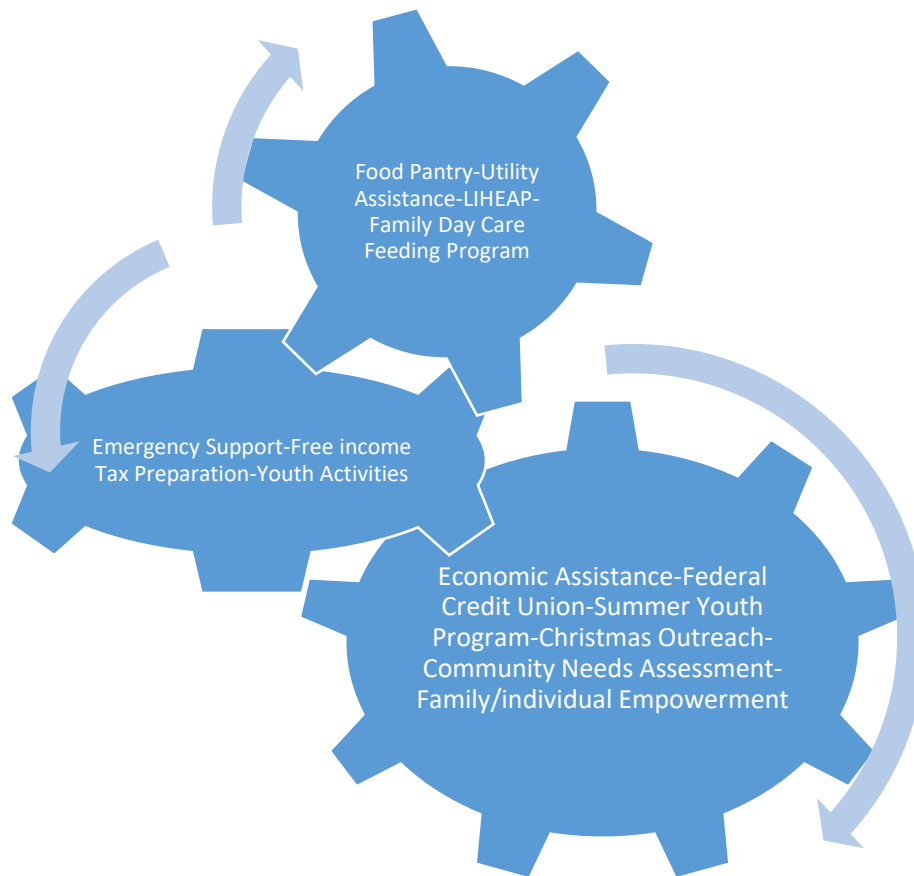 Food Pantry-Utility
Assistance-LIHEAP-
Family Day Care
Feeding Program
Emergency Support-Free income
Tax Preparation-Youth Activities
Economic Assistance-Federal
Credit Union-Summer Youth
Program-Christmas Outreach-
Community Needs Assessment-
Family/individual Empowerment